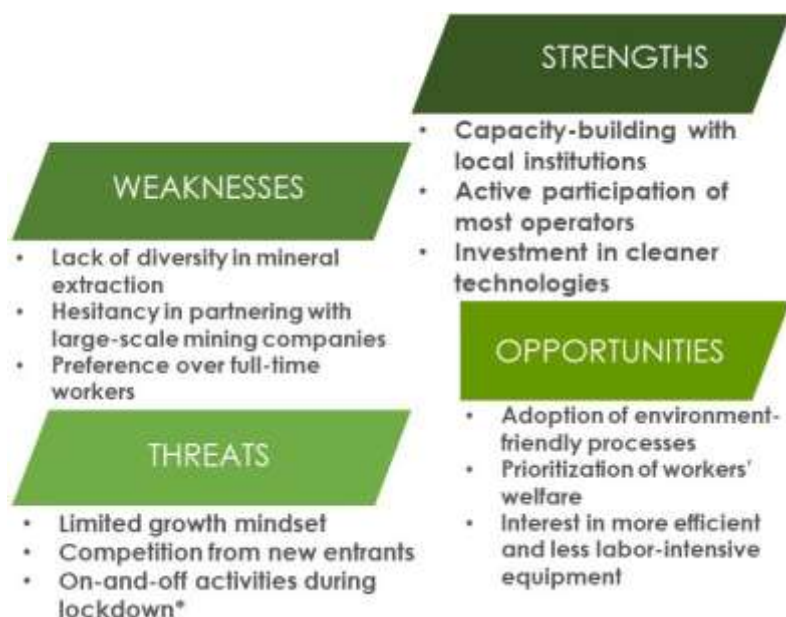 STRENGTHS
• Capacity-building with
local institutions
• Active participation of
most operators
• Investment in cleaner
technologies
WEAKNESSES
• Lack of diversity in mineral
extraction
• Hesitancy in partnering with
large-scale mining companies
• Preference over full-time
workers
OPPORTUNITIES
• Adoption of environment-
friendly processes
• Prioritization of workers'
welfare
• Interest in more efficient
and less labor-intensive
equipment
THREATS
• Limited growth mindset
• Competition from new entrants
• On-and-off activities during
lockdown*